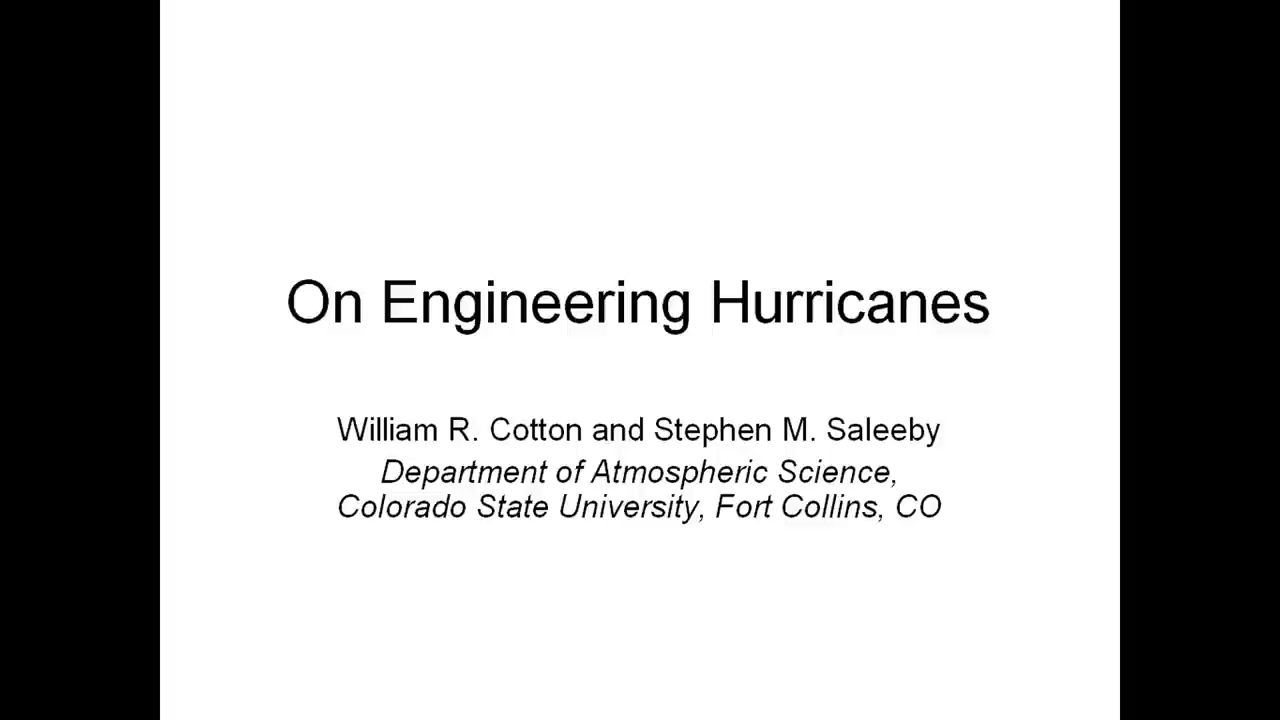 On Engineering Hurricanes
William R. Cotton and Stephen M. Saleeby
Department of Atmospheric Science,
Colorado State University, Fort Collins, CO